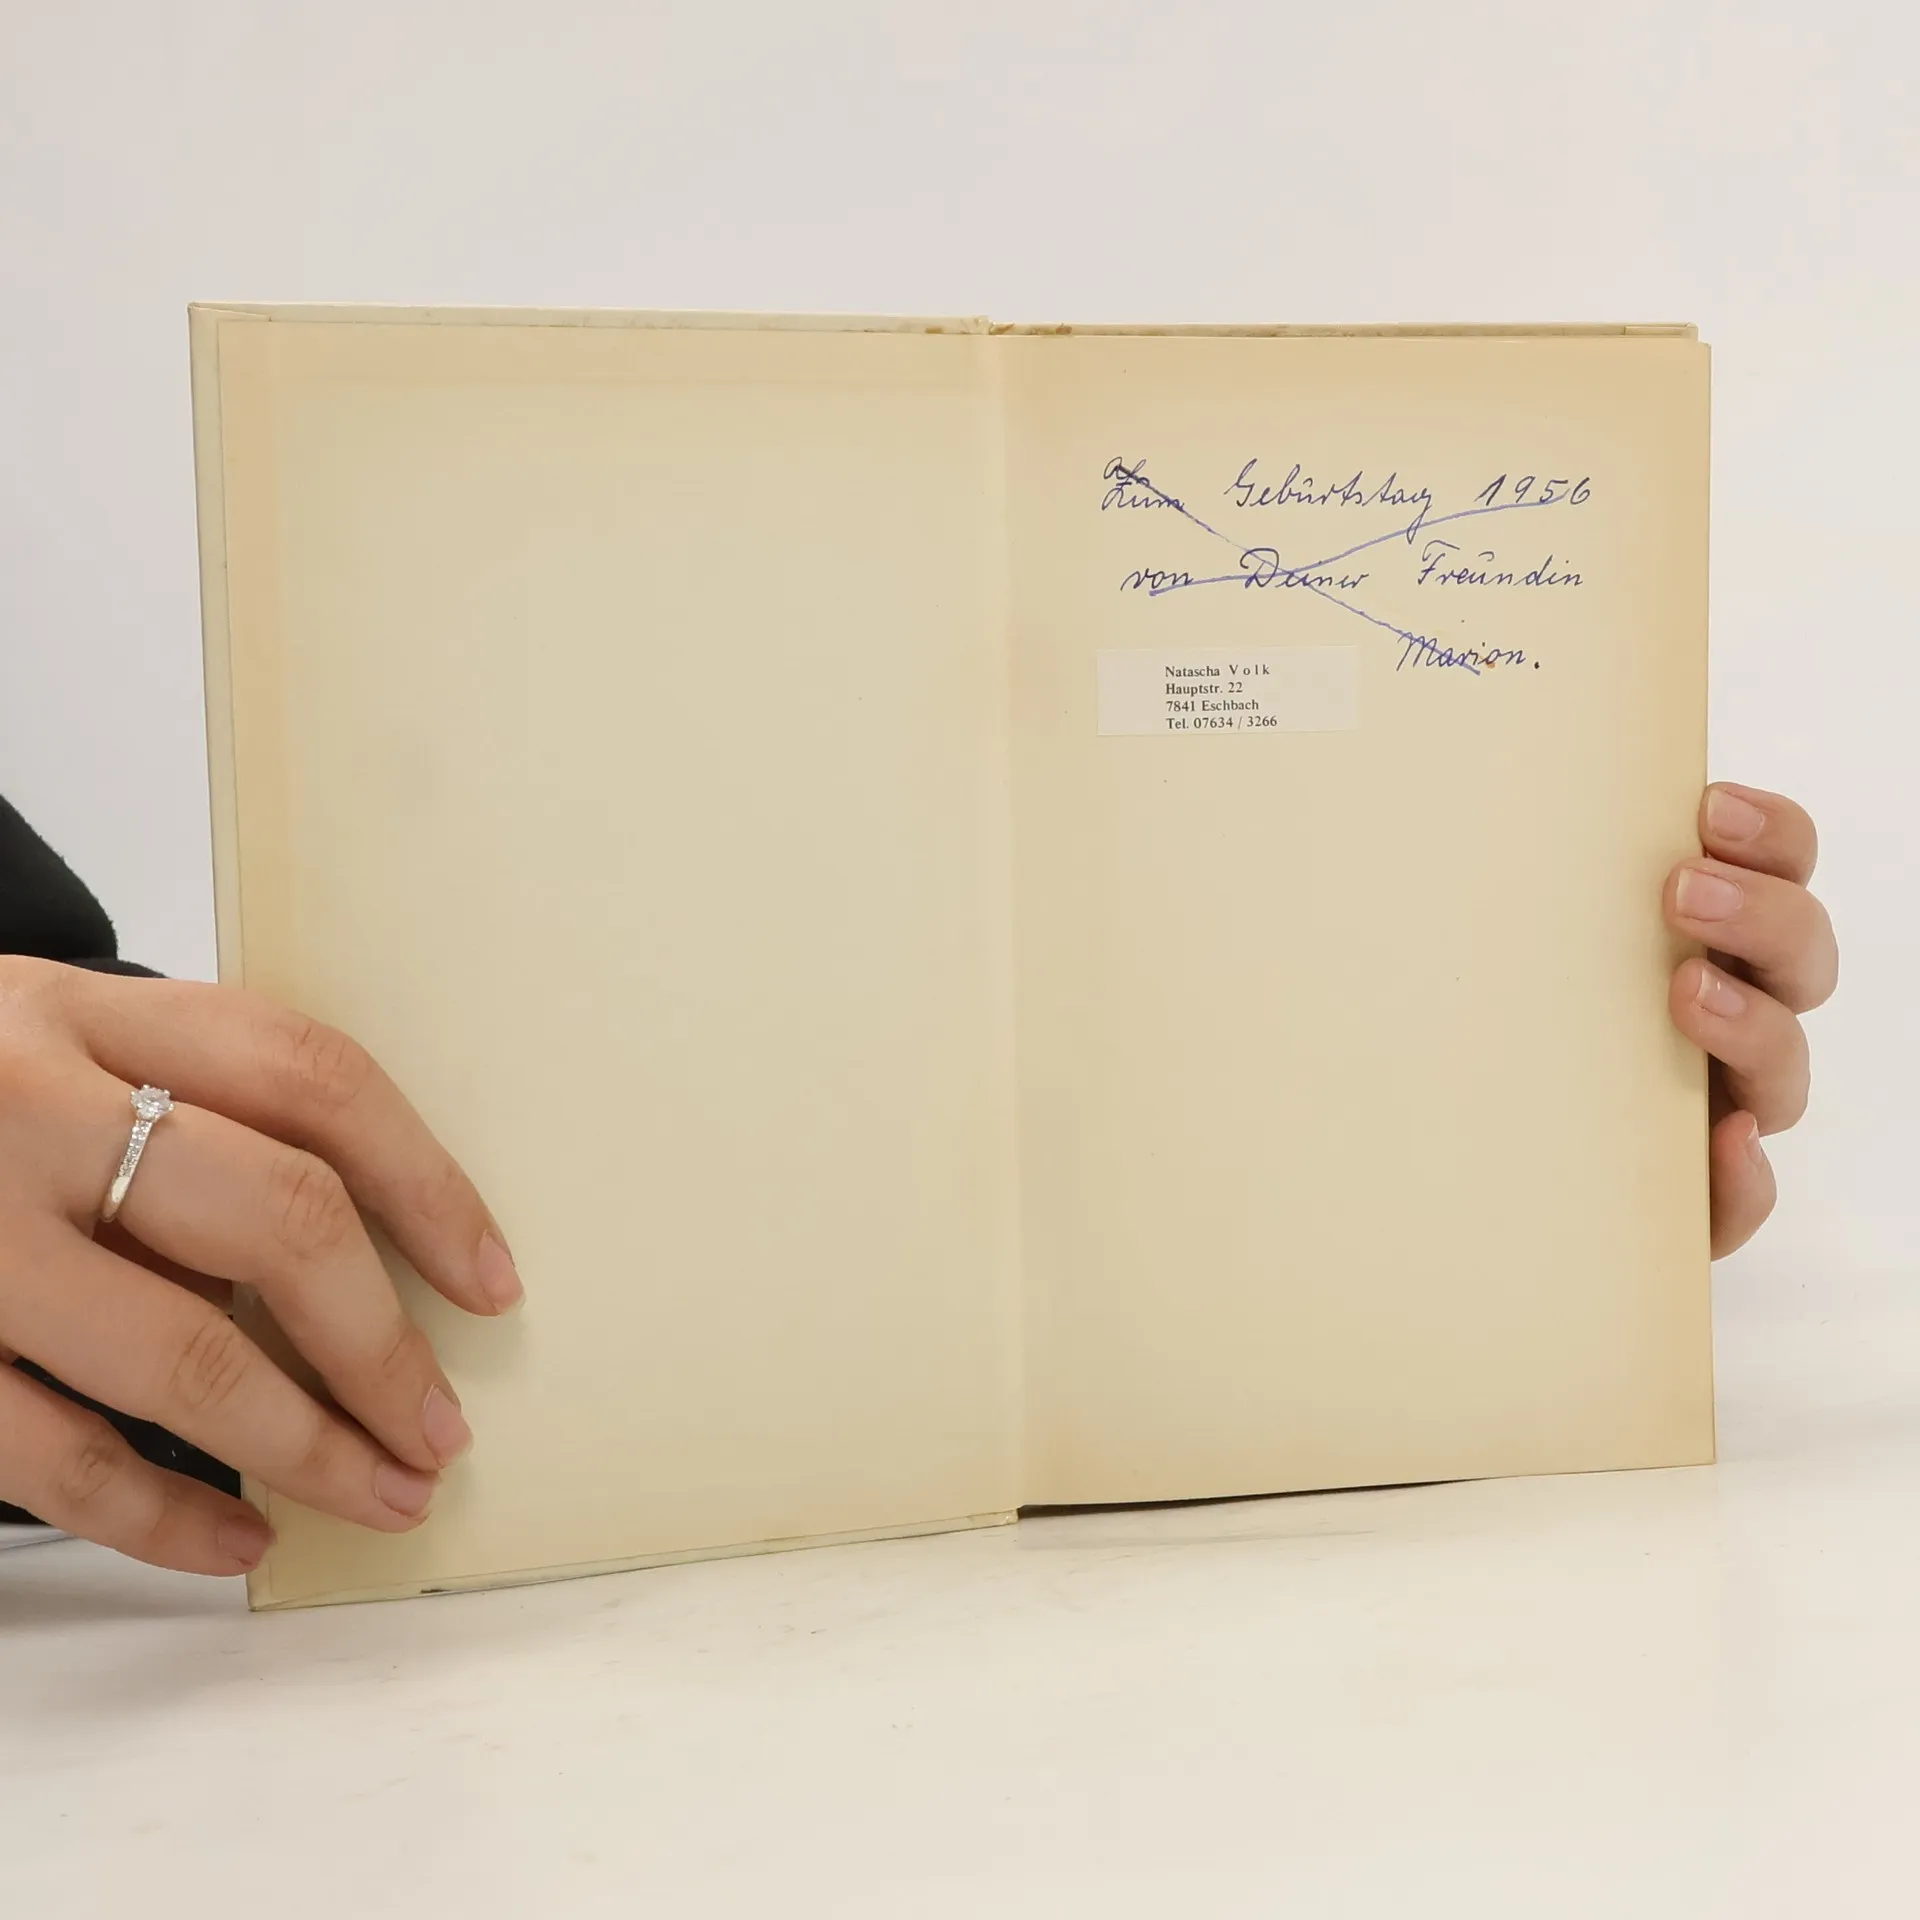 Zum Geburtstag 1956
von Deiner Freundin
Marion.
Natascha Volk
Hauptstr. 22
7841 Eschbach
Tel. 07634 / 3266